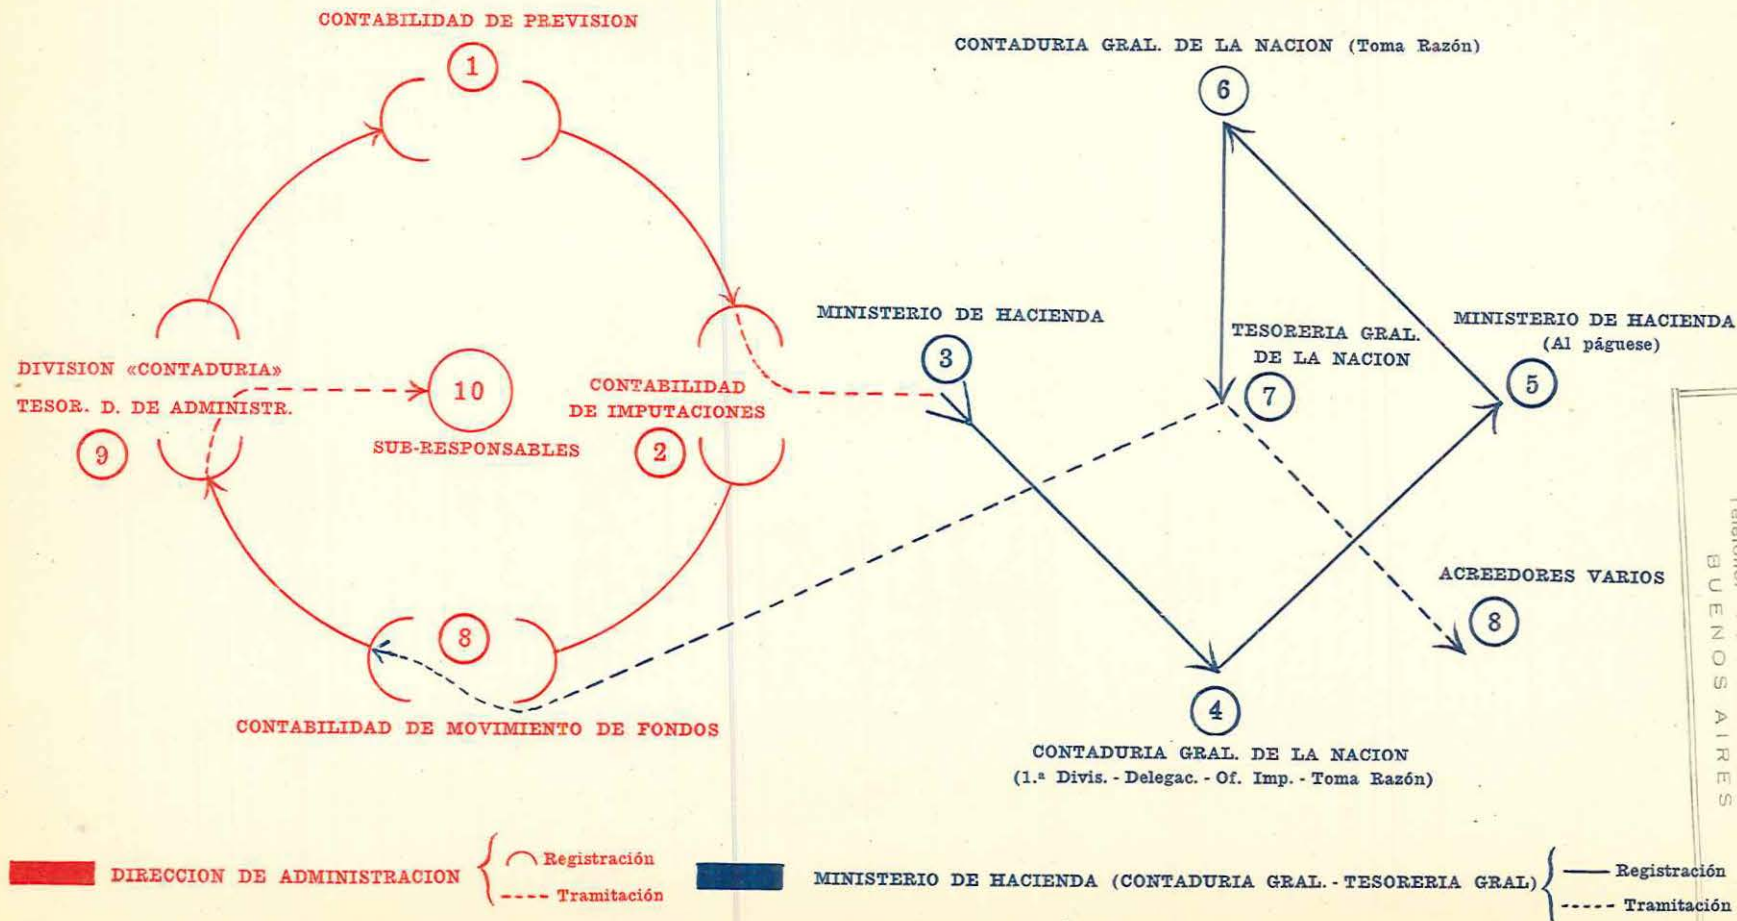 CONTABILIDAD DE PREVISION
1
CONTADURIA GRAL. DE LA NACION (Toma Razón)
6
MINISTERIO DE HACIENDA
3
TESORERIA GRAL.
DE LA NACION
7
MINISTERIO DE HACIENDA
(Al páguese)
5
DIVISION «CONTADURIA»
TESOR. D. DE ADMINISTR.
9
10
SUB-RESPONSABLES
CONTABILIDAD
DE IMPUTACIONES
2
ACREEDORES VARIOS
8
8
CONTABILIDAD DE MOVIMIENTO DE FONDOS
4
CONTADURIA GRAL. DE LA NACION
(1.ª Divis. - Delegac. - Of. Imp. - Toma Razón)
BUENOS AIRES
DIRECCION DE ADMINISTRACION
Registración
Tramitación
MINISTERIO DE HACIENDA (CONTADURIA GRAL. - TESORERIA GRAL)
Registración
Tramitación